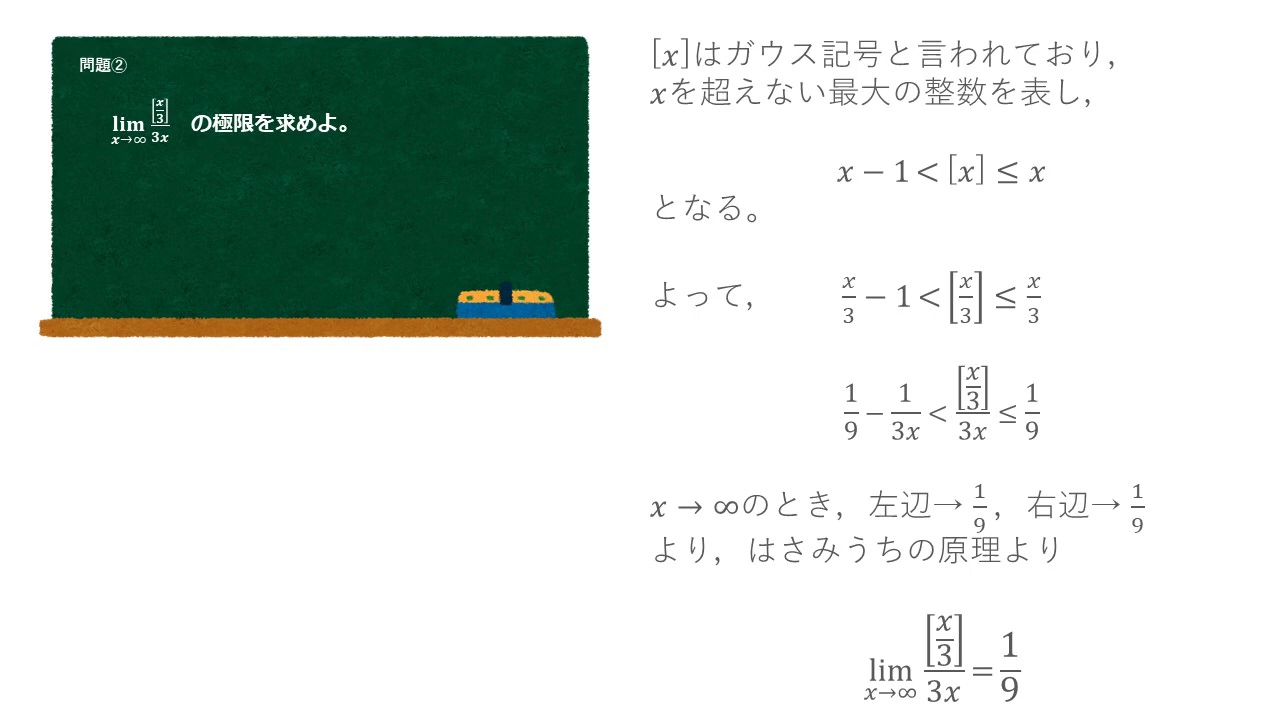 問題②
lim_{x→∞} [x/3]/3x の極限を求めよ。
[x]はガウス記号と言われており,
xを超えない最大の整数を表し,
x − 1 < [x] ≤ x
となる。
よって, x/3 − 1 < [x/3] ≤ x/3
1/9 − 1/3x < [x/3]/3x ≤ 1/9
x → ∞のとき, 左辺→ 1/9, 右辺→ 1/9
より, はさみうちの原理より
lim_{x→∞} [x/3]/3x = 1/9